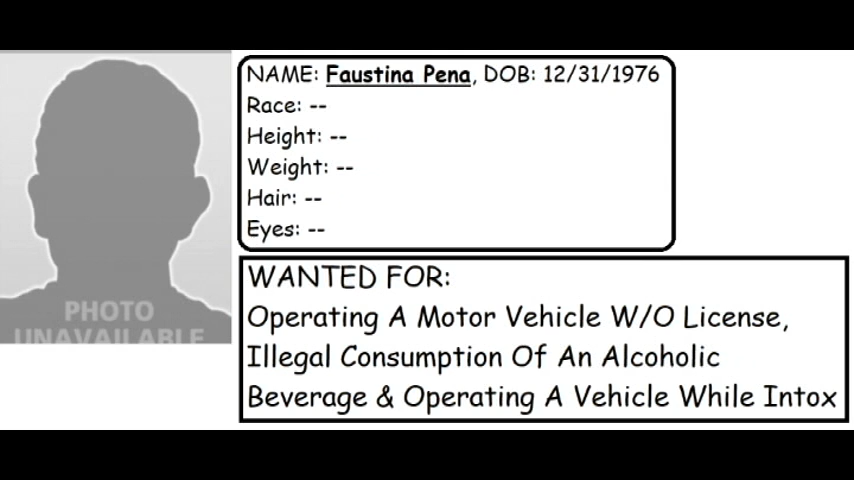 NAME: Faustina Pena, DOB: 12/31/1976
Race: --
Height: --
Weight: --
Hair: --
Eyes: --
PHOTO
UNAVAILABLE
WANTED FOR:
Operating A Motor Vehicle W/O License,
Illegal Consumption Of An Alcoholic
Beverage & Operating A Vehicle While Intox